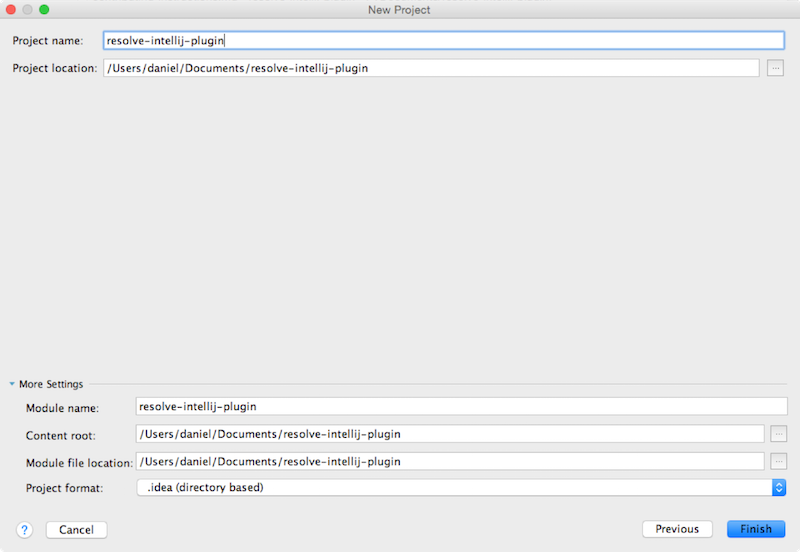 New Project
Project name: resolve-intellij-plugin
Project location: /Users/daniel/Documents/resolve-intellij-plugin ...
More Settings
Module name: resolve-intellij-plugin
Content root: /Users/daniel/Documents/resolve-intellij-plugin ...
Module file location: /Users/daniel/Documents/resolve-intellij-plugin ...
Project format: .idea (directory based)
? Cancel Previous Finish